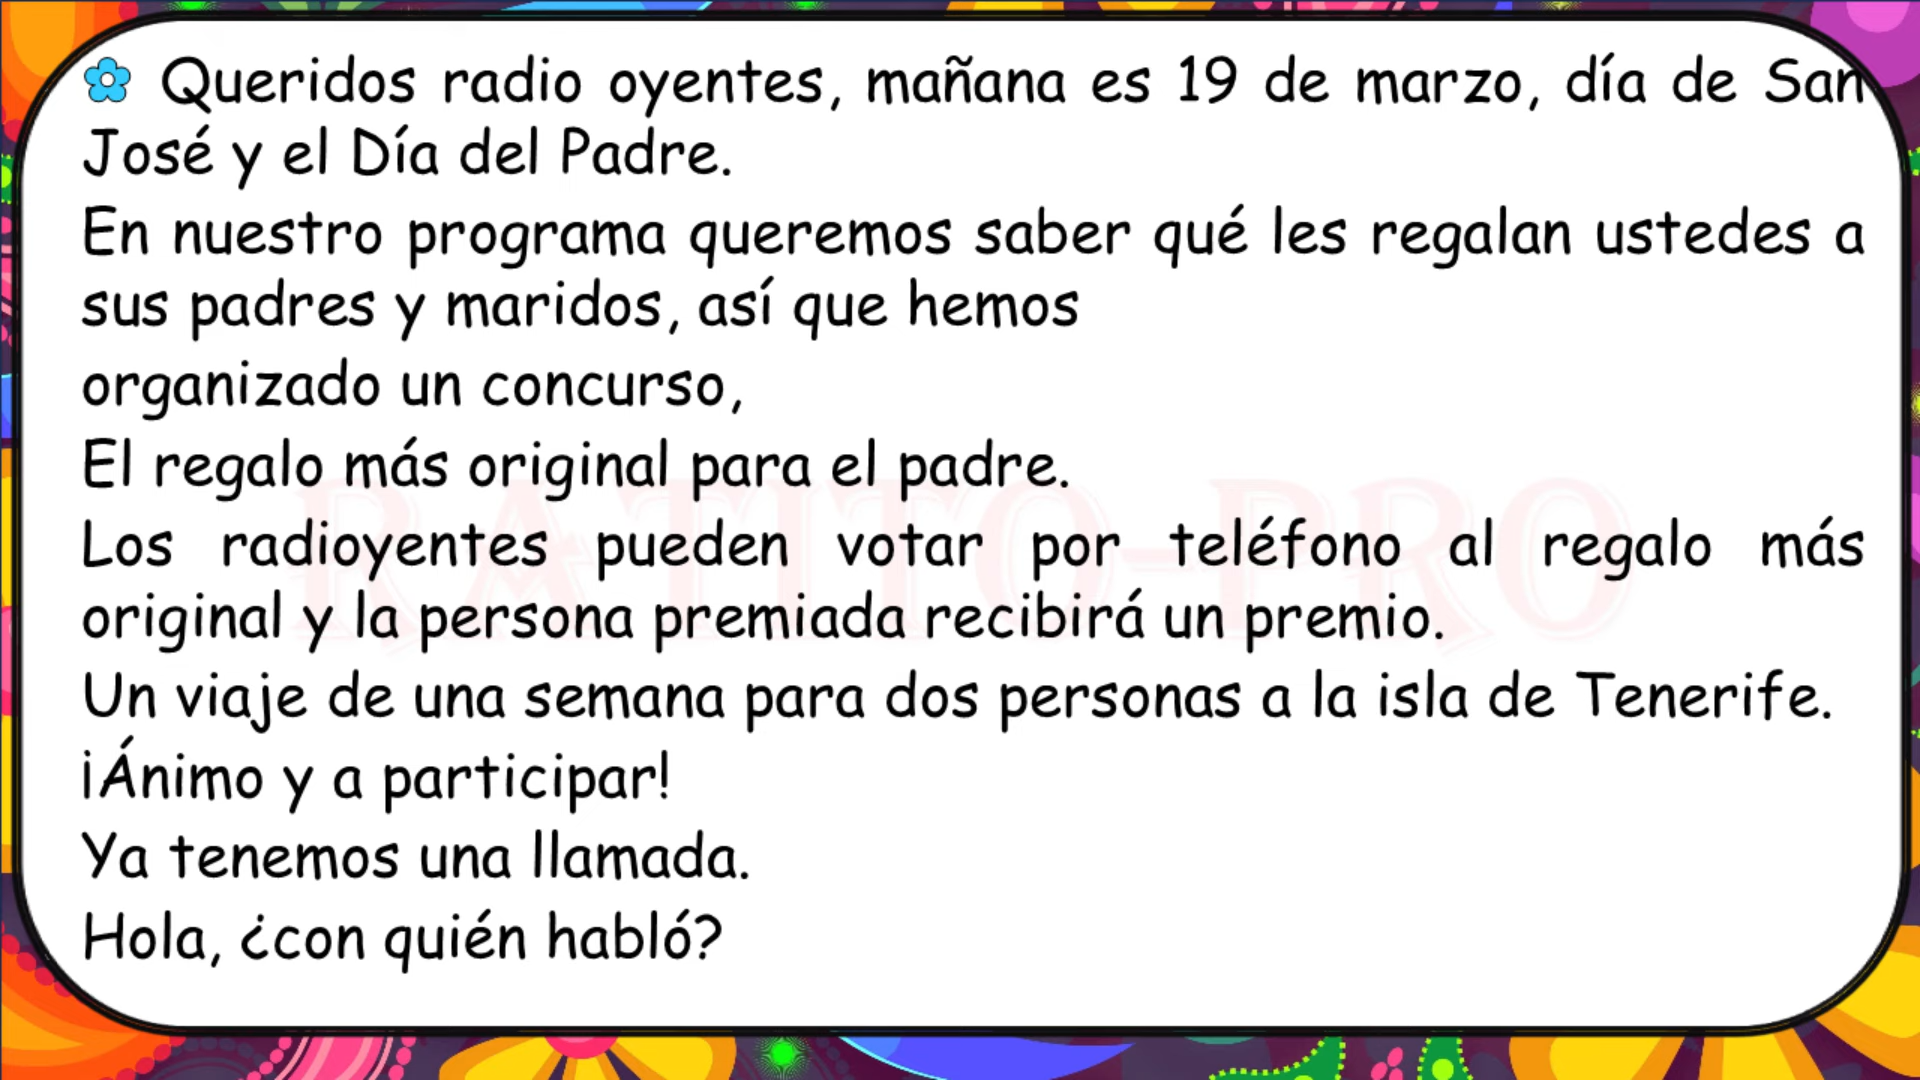 Queridos radio oyentes, mañana es 19 de marzo, día de San
José y el Día del Padre.
En nuestro programa queremos saber qué les regalan ustedes a
sus padres y maridos, así que hemos
organizado un concurso,
El regalo más original para el padre.
Los radioyentes pueden votar por teléfono al regalo más
original y la persona premiada recibirá un premio.
Un viaje de una semana para dos personas a la isla de Tenerife.
¡Ánimo y a participar!
Ya tenemos una llamada.
Hola, ¿con quién habló?
RATITO-PRO